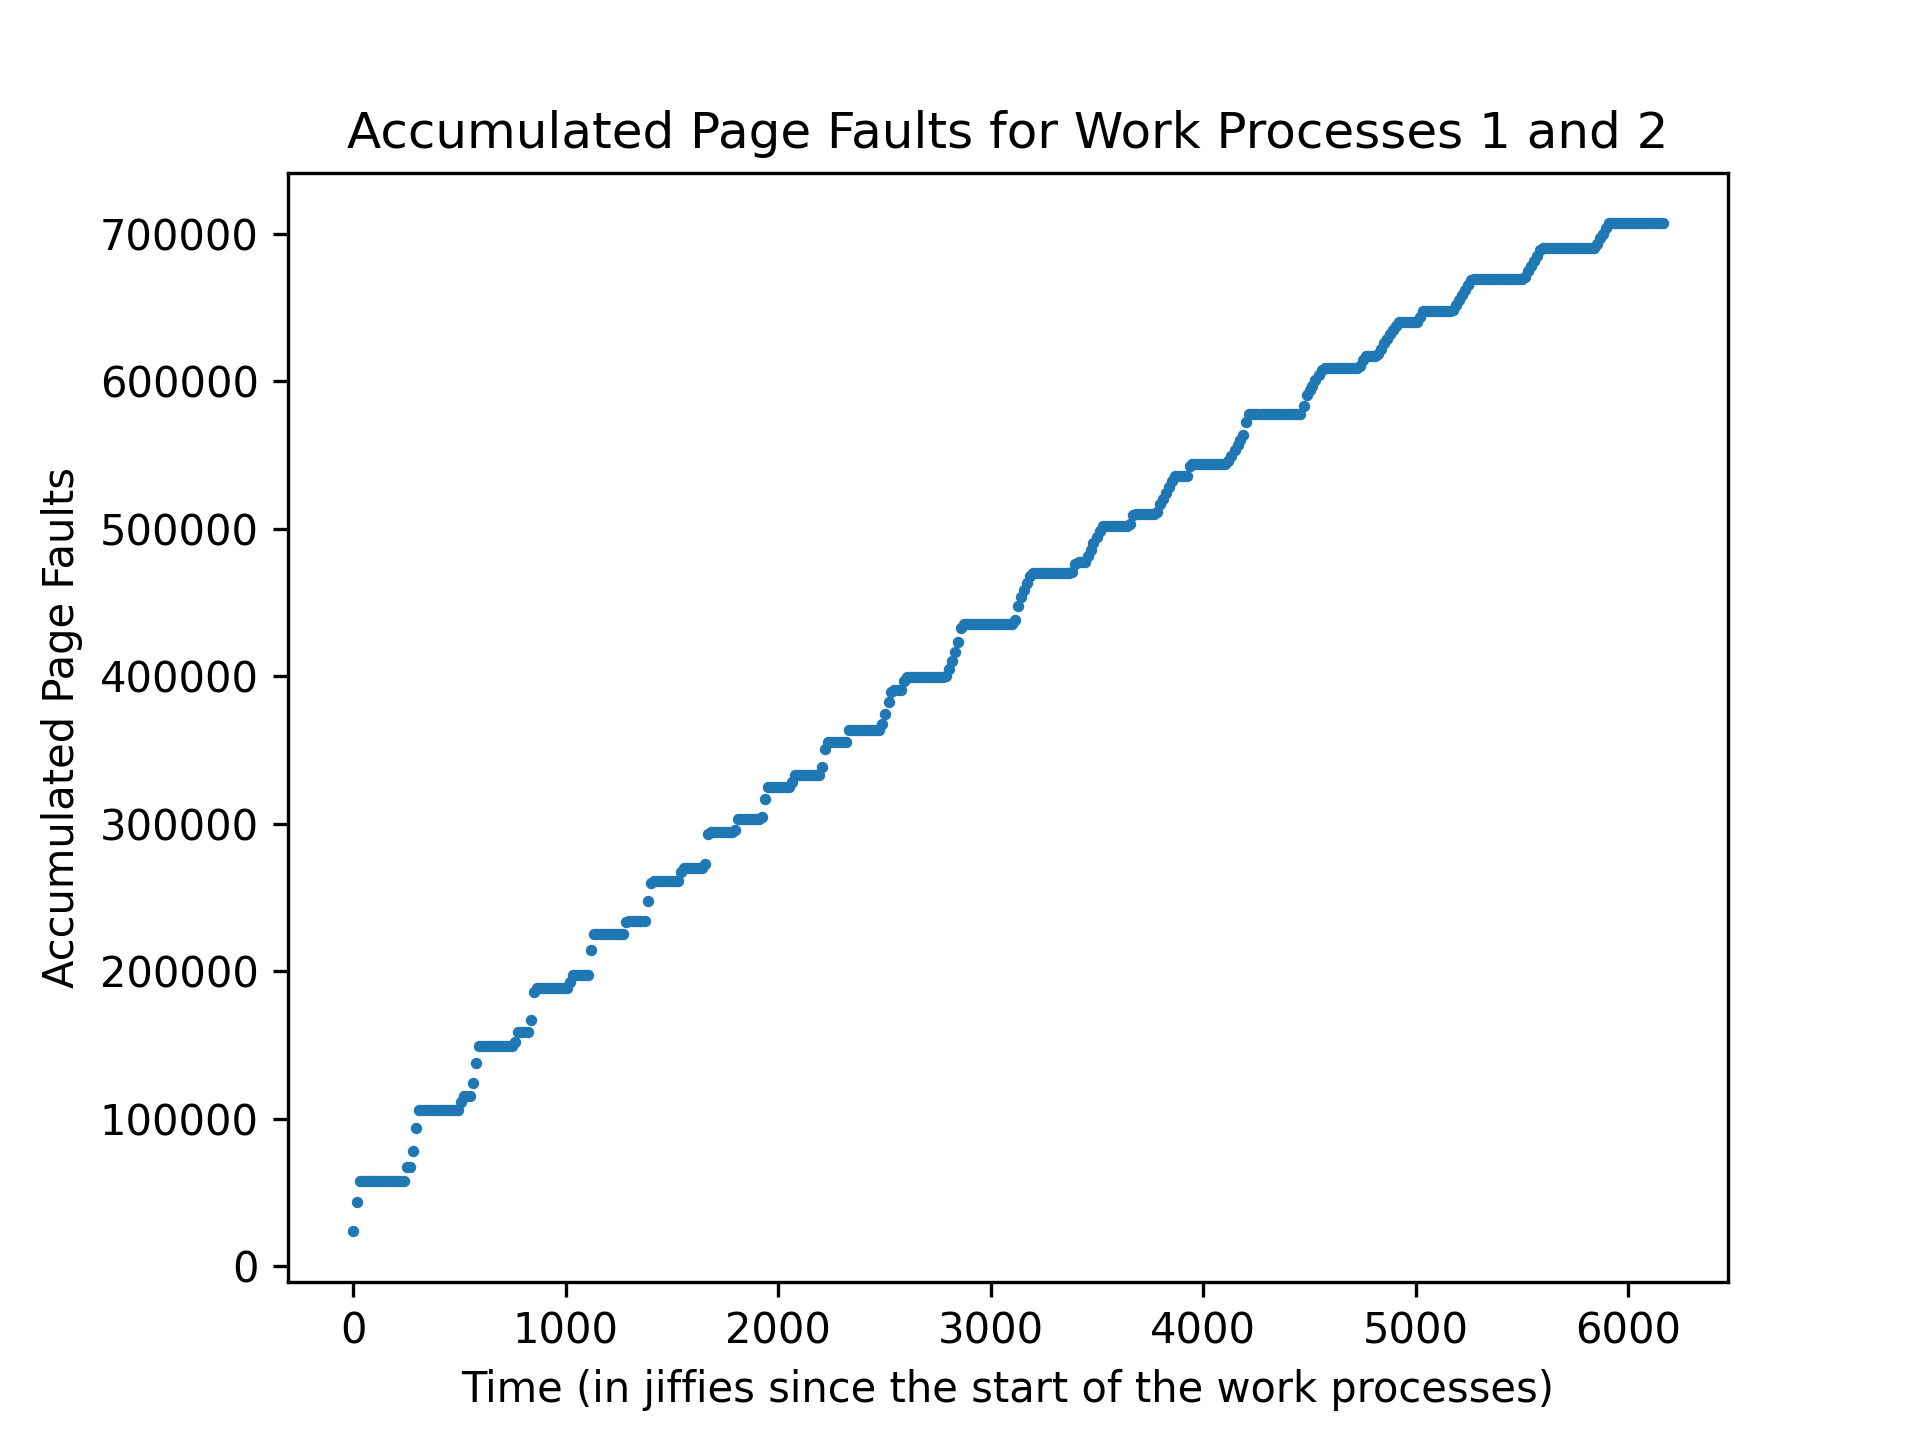 Accumulated Page Faults for Work Processes 1 and 2
Accumulated Page Faults
700000
600000
500000
400000
300000
200000
100000
0
0 1000 2000 3000 4000 5000 6000
Time (in jiffies since the start of the work processes)